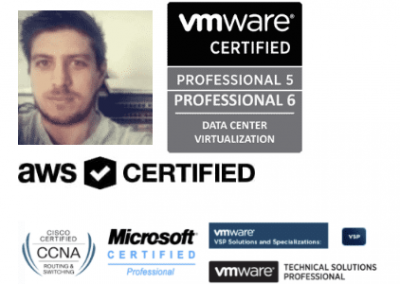 vmware®
CERTIFIED
PROFESSIONAL 5
PROFESSIONAL 6
DATA CENTER
VIRTUALIZATION
aws CERTIFIED
CISCO
CERTIFIED
CCNA
ROUTING &
SWITCHING
Microsoft®
CERTIFIED
Professional
vmware
VSP Solutions and Specializations:
VSP
vmware®
TECHNICAL SOLUTIONS
PROFESSIONAL